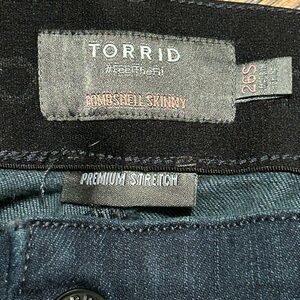 TORRID
#FeelTheFit
BOMBSHELL SKINNY
26S
PREMIUM STRETCH